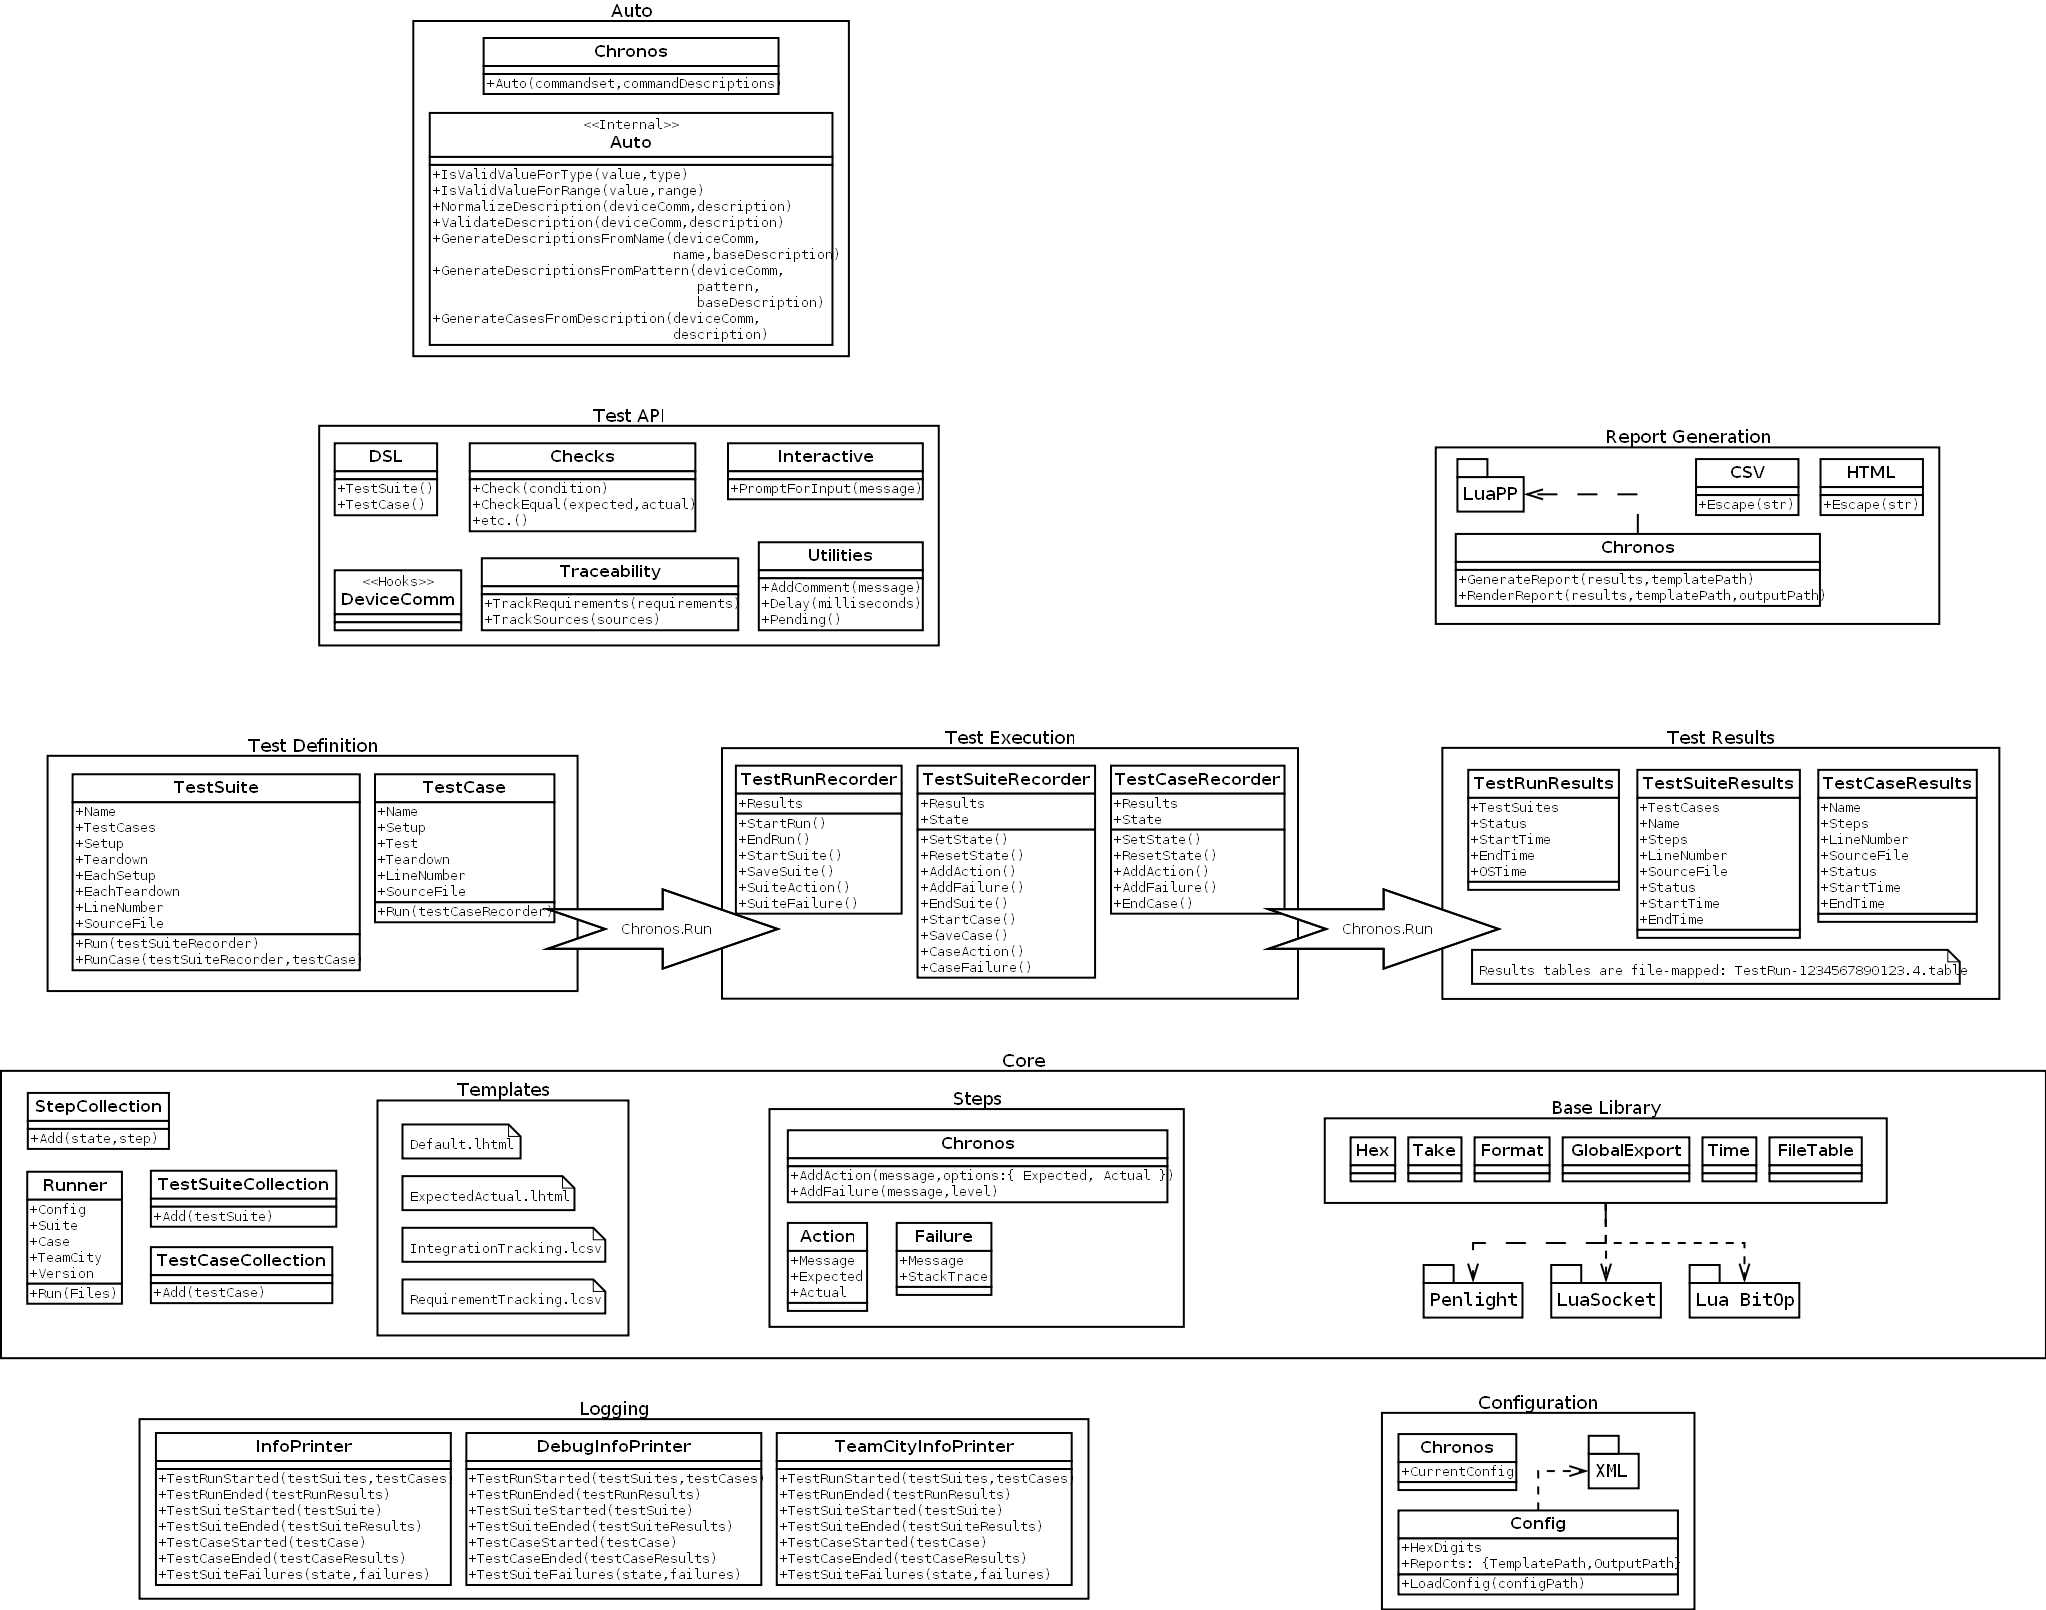 Auto
Chronos
+Auto(commandset,commandDescriptions)
<<Internal>>
Auto
+IsValidValueForType(value,type)
+IsValidValueForRange(value,range)
+NormalizeDescription(deviceComm,description)
+ValidateDescription(deviceComm,description)
+GenerateDescriptionsFromName(deviceComm,
name,baseDescription)
+GenerateDescriptionsFromPattern(deviceComm,
pattern,
baseDescription)
+GenerateCasesFromDescription(deviceComm,
description)
Test API
DSL
+TestSuite()
+TestCase()
Checks
+Check(condition)
+CheckEqual(expected,actual)
+etc.()
Interactive
+PromptForInput(message)
<<Hooks>>
DeviceComm
Traceability
+TrackRequirements(requirements)
+TrackSources(sources)
Utilities
+AddComment(message)
+Delay(milliseconds)
+Pending()
Report Generation
LuaPP
CSV
+Escape(str)
HTML
+Escape(str)
Chronos
+GenerateReport(results,templatePath)
+RenderReport(results,templatePath,outputPath)
Test Definition
TestSuite
+Name
+TestCases
+Setup
+Teardown
+EachSetup
+EachTeardown
+LineNumber
+SourceFile
+Run(testSuiteRecorder)
+RunCase(testSuiteRecorder,testCase)
TestCase
+Name
+Setup
+Test
+Teardown
+LineNumber
+SourceFile
+Run(testCaseRecorder)
Chronos.Run
Test Execution
TestRunRecorder
+Results
+StartRun()
+EndRun()
+StartSuite()
+SaveSuite()
+SuiteAction()
+SuiteFailure()
TestSuiteRecorder
+Results
+State
+SetState()
+ResetState()
+AddAction()
+AddFailure()
+EndSuite()
+StartCase()
+SaveCase()
+CaseAction()
+CaseFailure()
TestCaseRecorder
+Results
+State
+SetState()
+ResetState()
+AddAction()
+AddFailure()
+EndCase()
Chronos.Run
Test Results
TestRunResults
+TestSuites
+Status
+StartTime
+EndTime
+OSTime
TestSuiteResults
+TestCases
+Name
+Steps
+LineNumber
+SourceFile
+Status
+StartTime
+EndTime
TestCaseResults
+Name
+Steps
+LineNumber
+SourceFile
+Status
+StartTime
+EndTime
Results tables are file-mapped: TestRun-1234567890123.4.table
Core
StepCollection
+Add(state,step)
Runner
+Config
+Suite
+Case
+TeamCity
+Version
+Run(Files)
TestSuiteCollection
+Add(testSuite)
TestCaseCollection
+Add(testCase)
Templates
Default.lhtml
ExpectedActual.lhtml
IntegrationTracking.lcsv
RequirementTracking.lcsv
Steps
Chronos
+AddAction(message,options:{ Expected, Actual })
+AddFailure(message,level)
Action
+Message
+Expected
+Actual
Failure
+Message
+StackTrace
Base Library
Hex
Take
Format
GlobalExport
Time
FileTable
Penlight
LuaSocket
Lua BitOp
Logging
InfoPrinter
+TestRunStarted(testSuites,testCases)
+TestRunEnded(testRunResults)
+TestSuiteStarted(testSuite)
+TestSuiteEnded(testSuiteResults)
+TestCaseStarted(testCase)
+TestCaseEnded(testCaseResults)
+TestSuiteFailures(state,failures)
DebugInfoPrinter
+TestRunStarted(testSuites,testCases)
+TestRunEnded(testRunResults)
+TestSuiteStarted(testSuite)
+TestSuiteEnded(testSuiteResults)
+TestCaseStarted(testCase)
+TestCaseEnded(testCaseResults)
+TestSuiteFailures(state,failures)
TeamCityInfoPrinter
+TestRunStarted(testSuites,testCases)
+TestRunEnded(testRunResults)
+TestSuiteStarted(testSuite)
+TestSuiteEnded(testSuiteResults)
+TestCaseStarted(testCase)
+TestCaseEnded(testCaseResults)
+TestSuiteFailures(state,failures)
Configuration
Chronos
+CurrentConfig
XML
Config
+HexDigits
+Reports: {TemplatePath,OutputPath}
+LoadConfig(configPath)